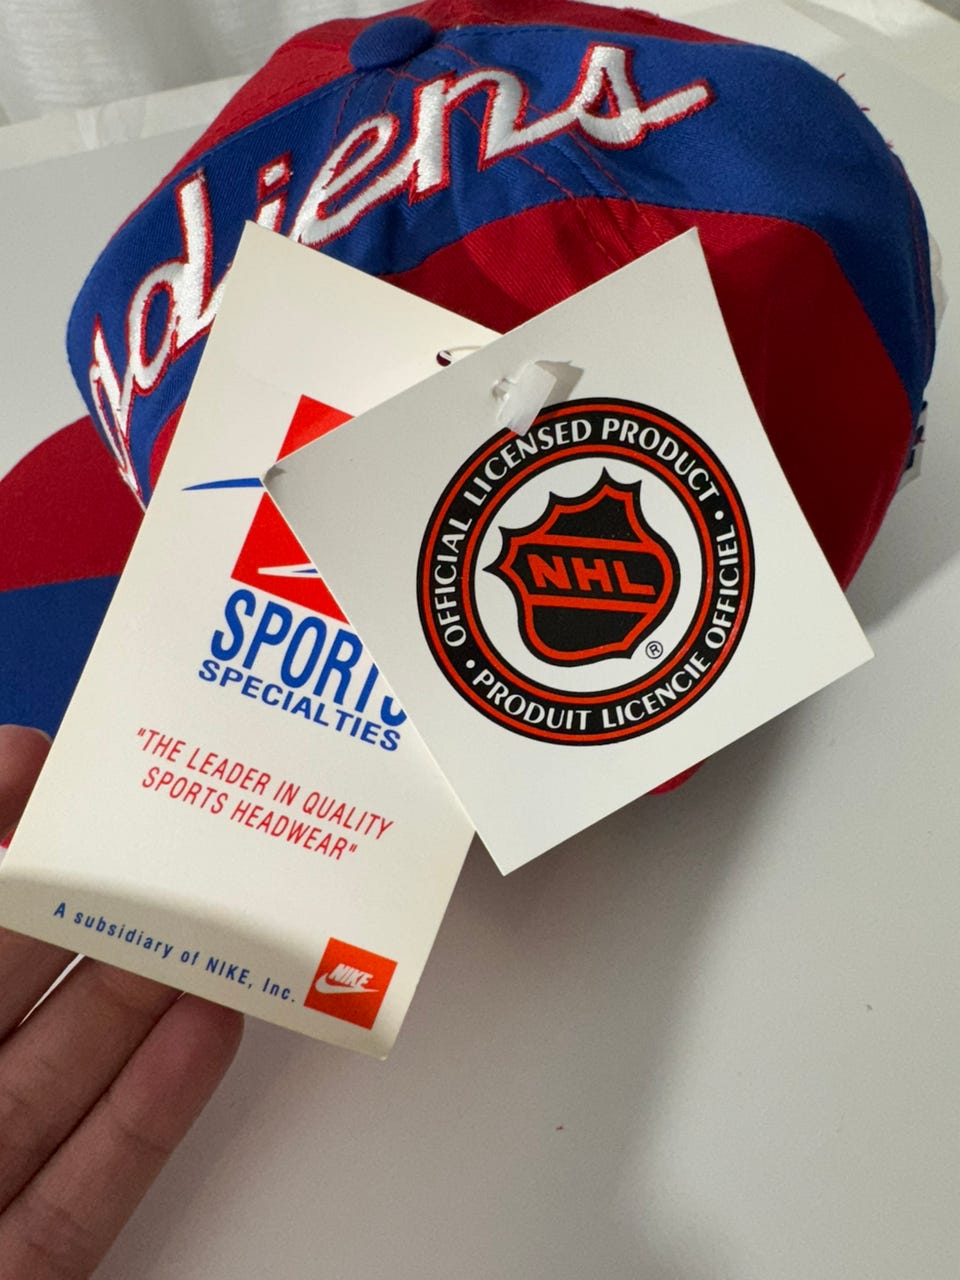 adiens
SPORTS
SPECIALTIES
"THE LEADER IN QUALITY
SPORTS HEADWEAR"
A subsidiary of NIKE, Inc.
NIKE
OFFICIAL LICENSED PRODUCT •
PRODUIT LICENCIE OFFICIEL •
NHL
®